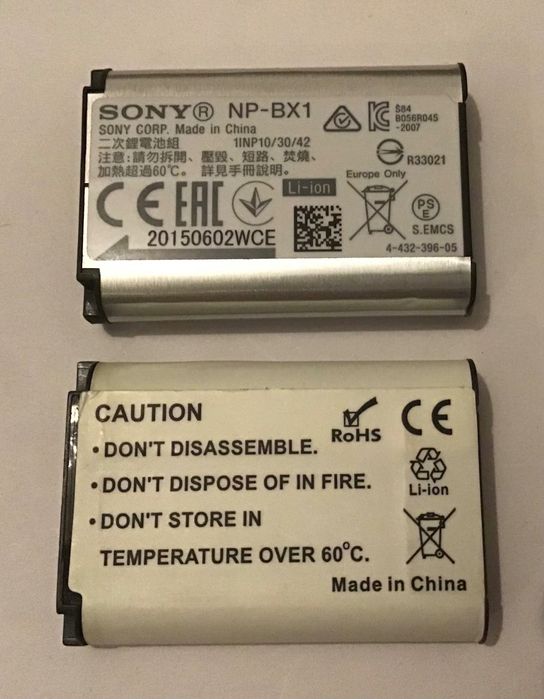 SONY® NP-BX1
SONY CORP. Made in China
二次鋰電池組 1INP10/30/42
注意: 請勿拆開、壓毀、短路、焚燒、
加熱超過60℃。 詳見手冊說明。
S84
B056R045
-2007
R33021
CE EAC
Li-ion
Europe Only
PS
E
S.EMCS
20150602WCE
4-432-396-05
CAUTION
• DON'T DISASSEMBLE.
• DON'T DISPOSE OF IN FIRE.
• DON'T STORE IN
TEMPERATURE OVER 60°C.
RoHS
CE
Li-ion
Made in China